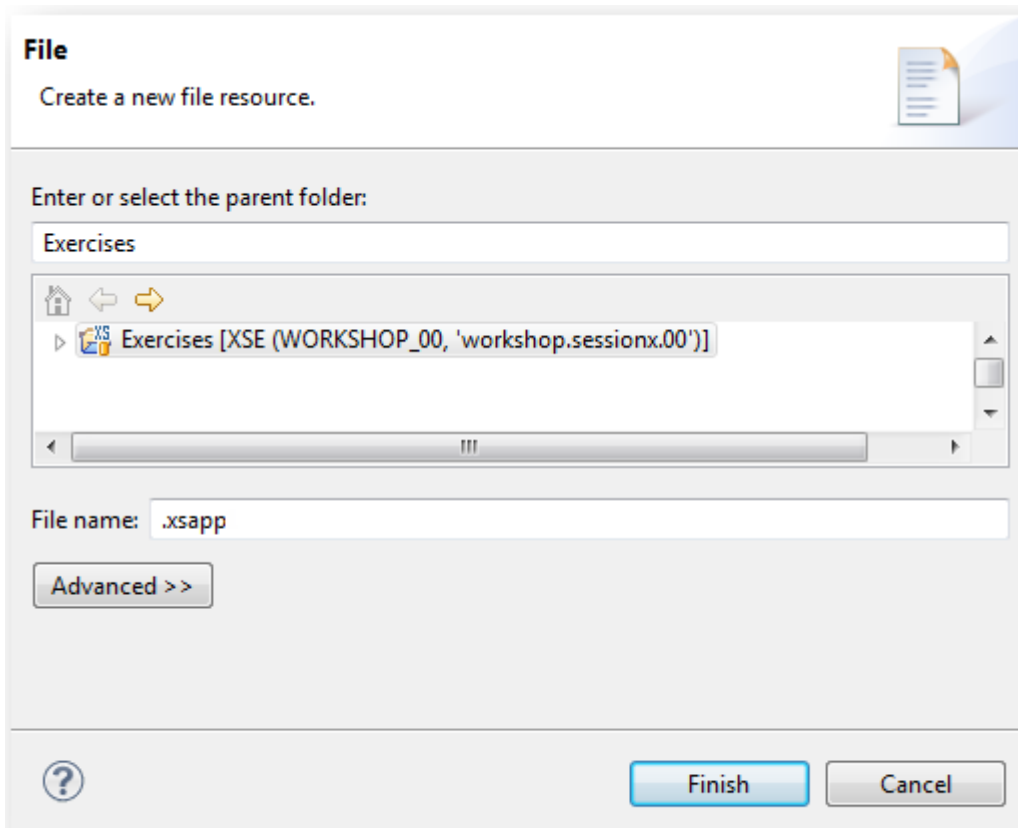 File
Create a new file resource.
Enter or select the parent folder:
Exercises
Exercises [XSE (WORKSHOP_00, 'workshop.sessionx.00')]
File name: .xsapp
Advanced >>
Finish Cancel